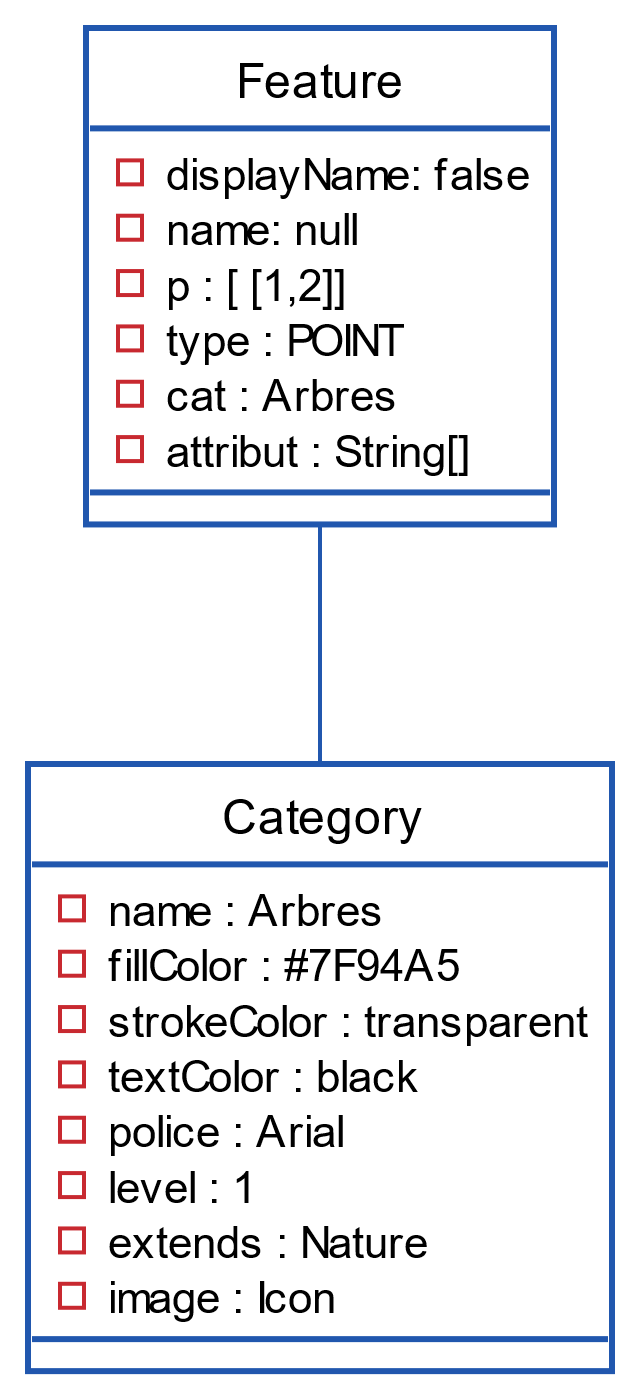 Feature
displayName: false
name: null
p : [ [1,2]]
type : POINT
cat : Arbres
attribut : String[]
Category
name : Arbres
fillColor : #7F94A5
strokeColor : transparent
textColor : black
police : Arial
level : 1
extends : Nature
image : Icon